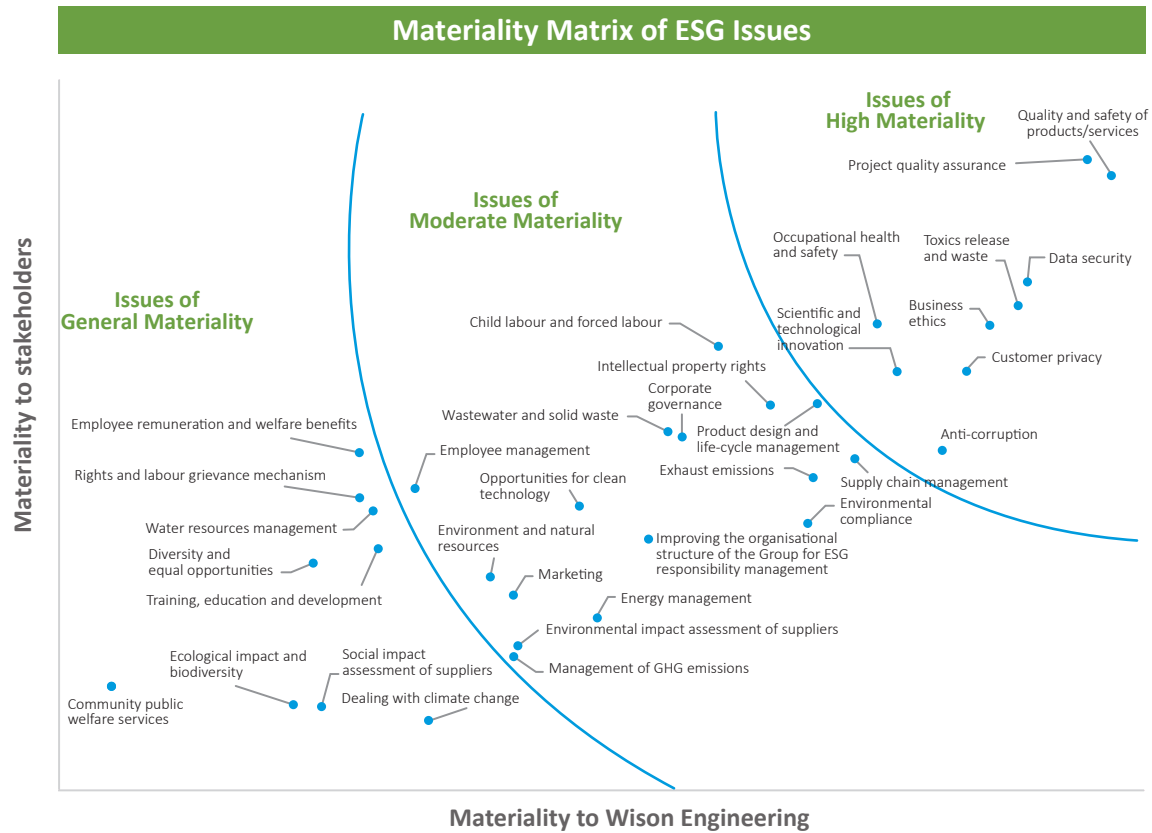 Materiality Matrix of ESG Issues
Issues of
High Materiality
Quality and safety of
products/services
Project quality assurance
Issues of
Moderate Materiality
Occupational health
and safety
Toxics release
and waste
Data security
Issues of
General Materiality
Business
ethics
Scientific and
technological
innovation
Child labour and forced labour
Customer privacy
Intellectual property rights
Corporate
governance
Wastewater and solid waste
Employee remuneration and welfare benefits
Product design and
life-cycle management
Anti-corruption
Employee management
Exhaust emissions
Rights and labour grievance mechanism
Opportunities for clean
technology
Supply chain management
Environmental
compliance
Water resources management
Environment and natural
resources
Improving the organisational
structure of the Group for ESG
responsibility management
Diversity and
equal opportunities
Marketing
Training, education and development
Energy management
Environmental impact assessment of suppliers
Ecological impact and
biodiversity
Social impact
assessment of suppliers
Management of GHG emissions
Dealing with climate change
Community public
welfare services
Materiality to stakeholders
Materiality to Wison Engineering